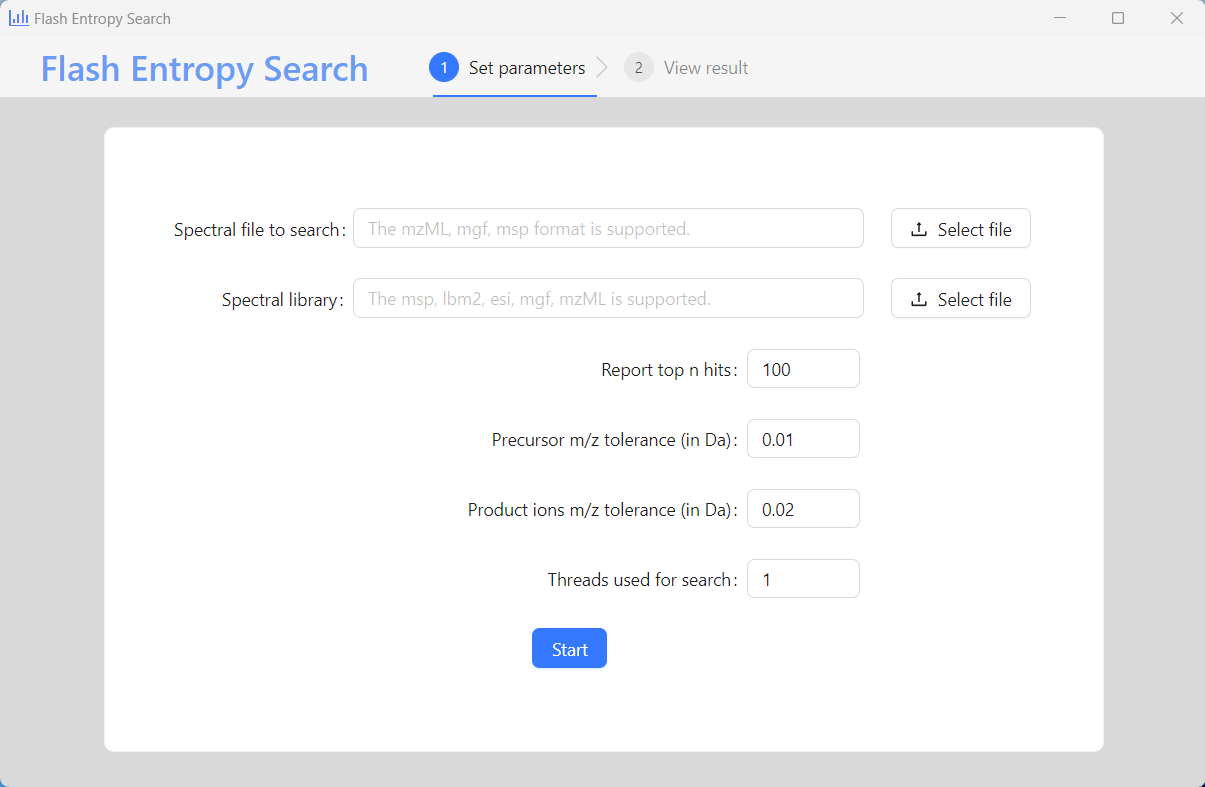 Flash Entropy Search
Flash Entropy Search
1 Set parameters
2 View result
Spectral file to search: The mzML, mgf, msp format is supported. Select file
Spectral library: The msp, lbm2, esi, mgf, mzML is supported. Select file
Report top n hits: 100
Precursor m/z tolerance (in Da): 0.01
Product ions m/z tolerance (in Da): 0.02
Threads used for search: 1
Start